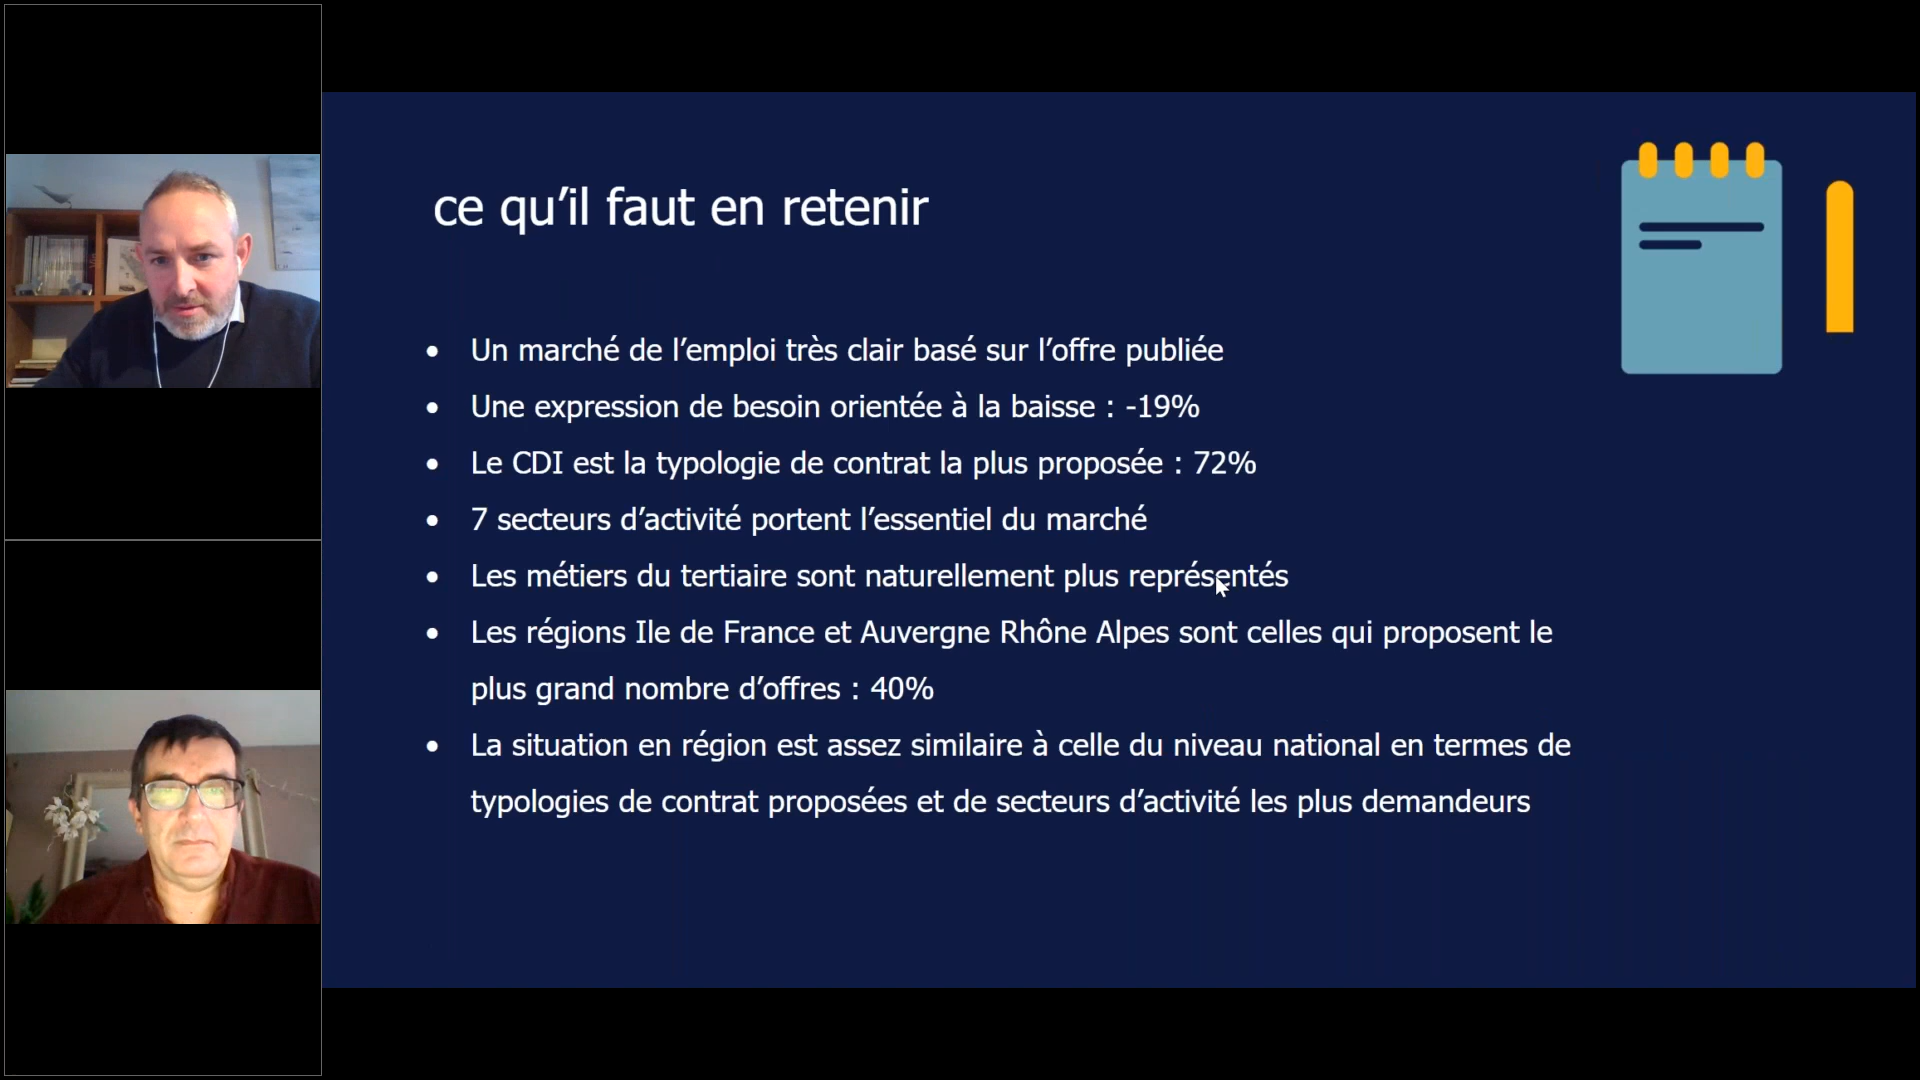 ce qu’il faut en retenir
• Un marché de l’emploi très clair basé sur l’offre publiée
• Une expression de besoin orientée à la baisse : -19%
• Le CDI est la typologie de contrat la plus proposée : 72%
• 7 secteurs d’activité portent l’essentiel du marché
• Les métiers du tertiaire sont naturellement plus représentés
• Les régions Ile de France et Auvergne Rhône Alpes sont celles qui proposent le
plus grand nombre d’offres : 40%
• La situation en région est assez similaire à celle du niveau national en termes de
typologies de contrat proposées et de secteurs d’activité les plus demandeurs